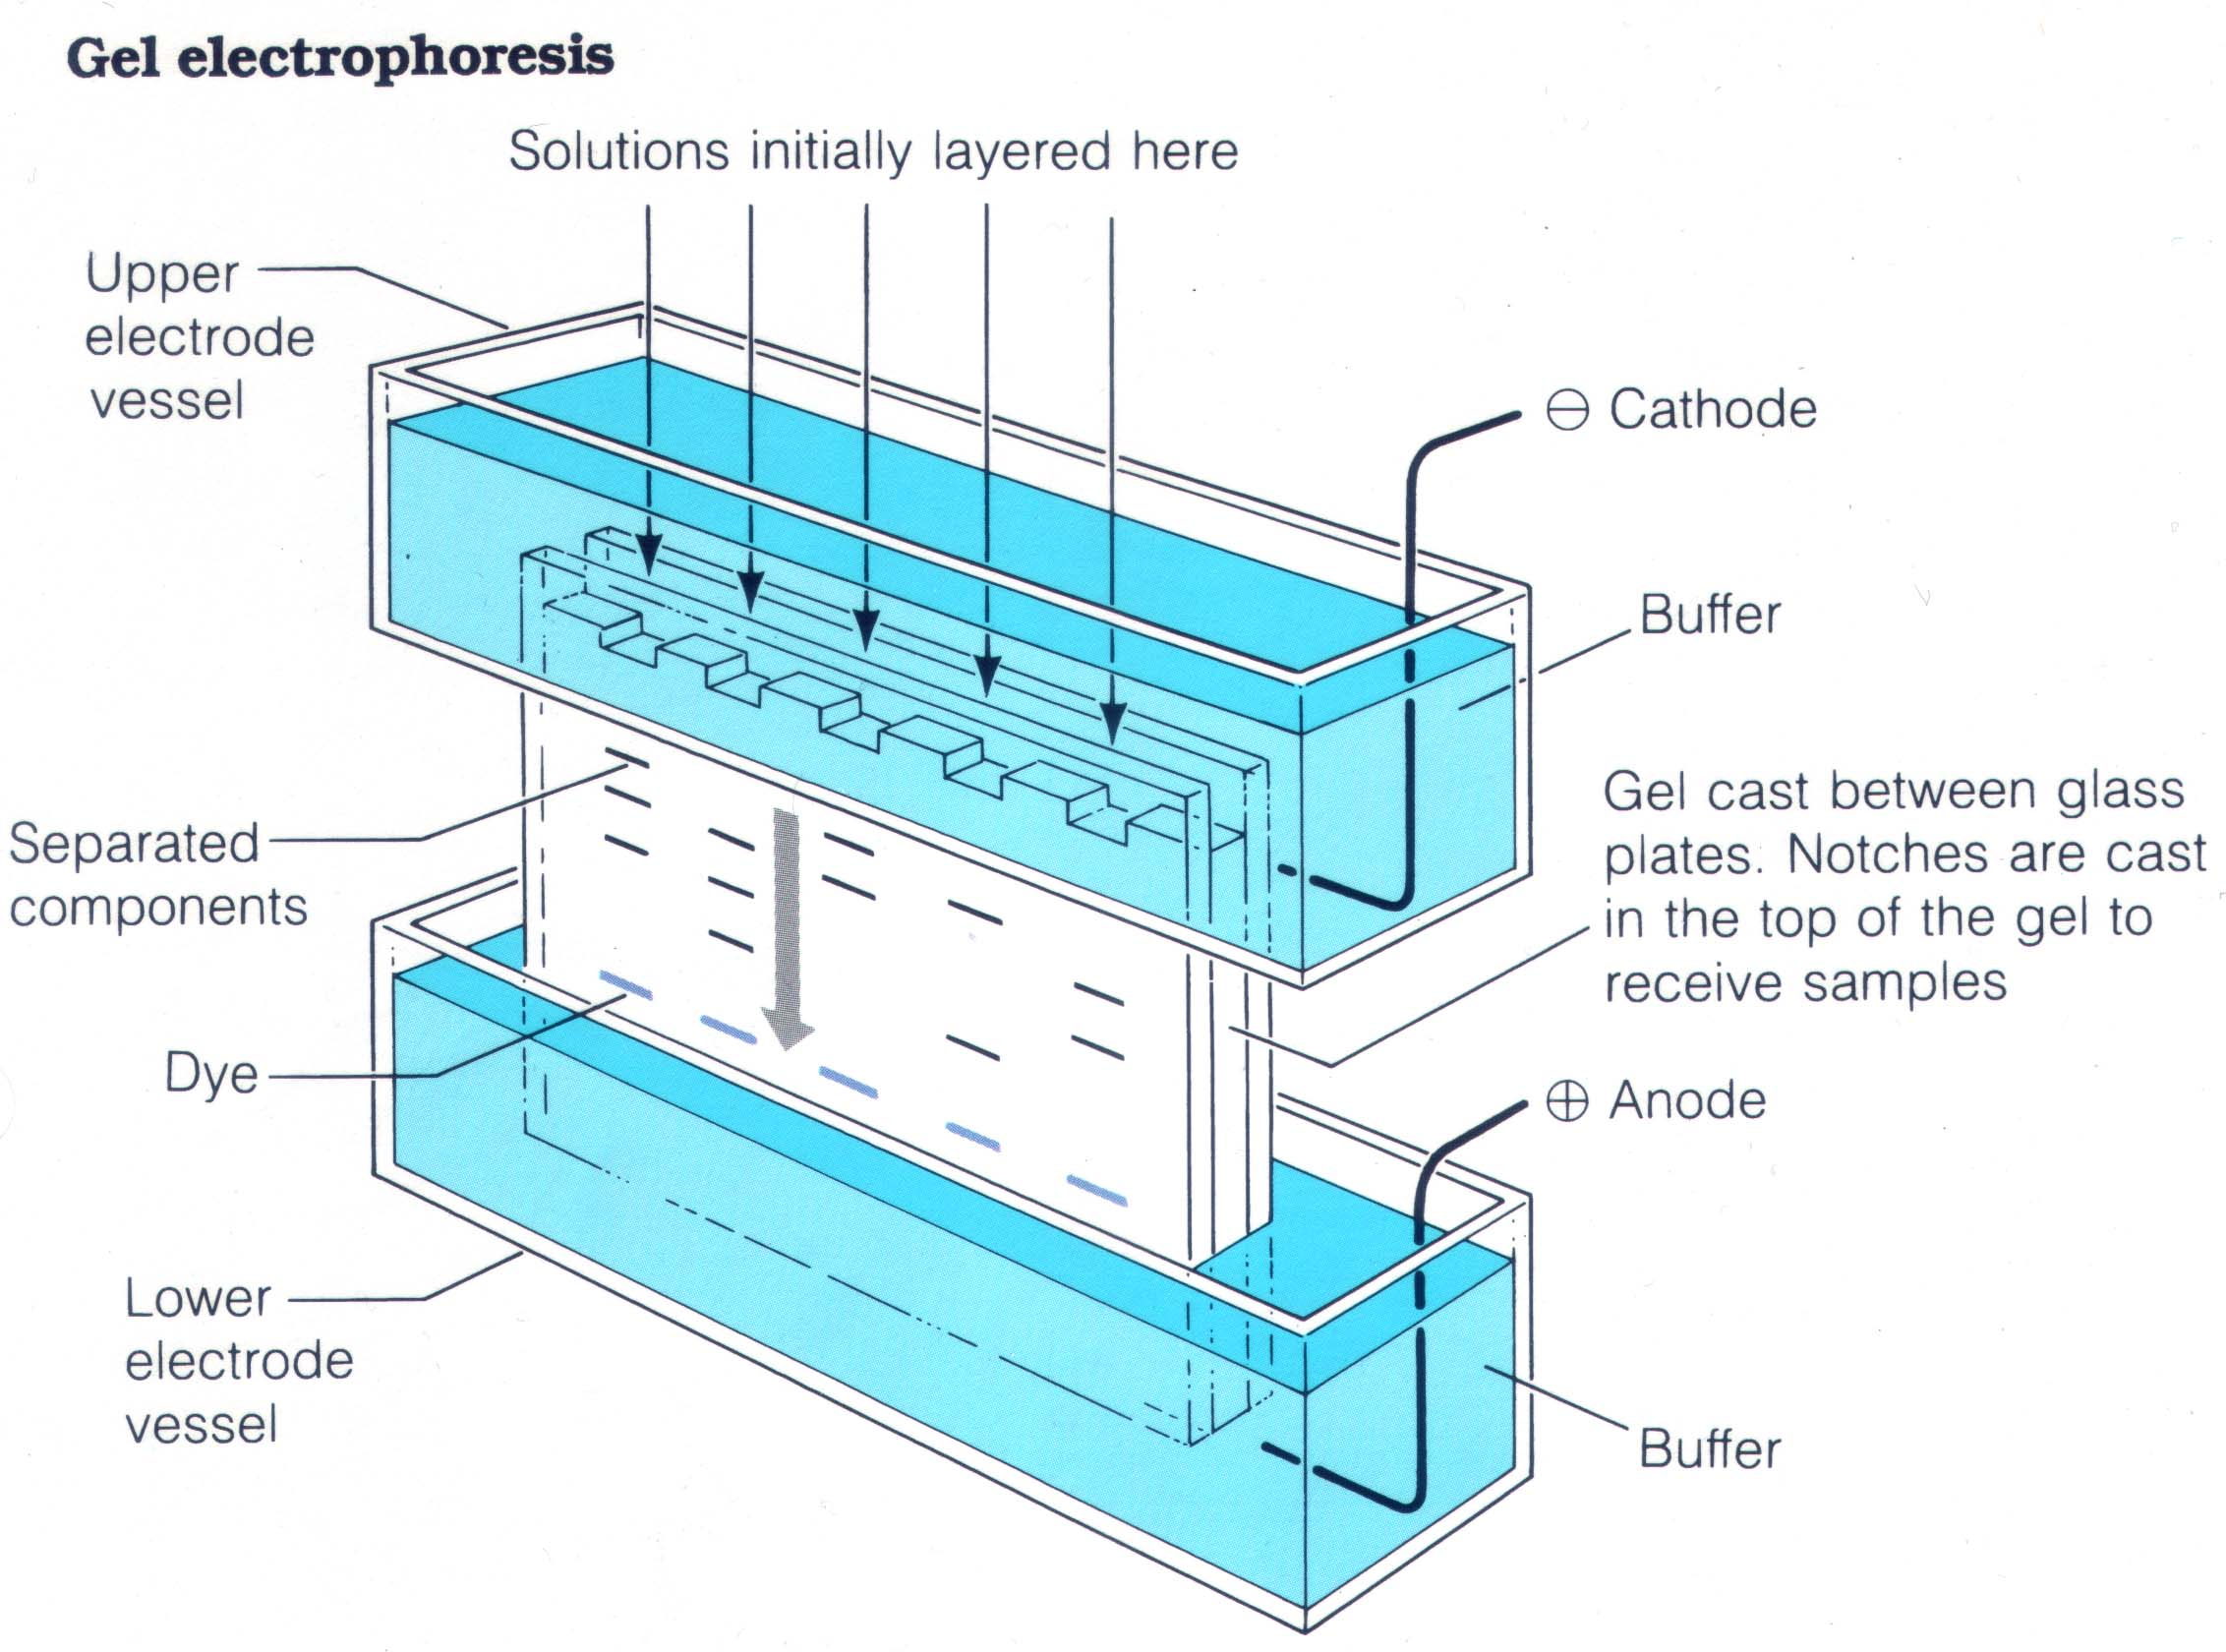 Gel electrophoresis
Solutions initially layered here
Upper
electrode
vessel
⊖ Cathode
Buffer
Gel cast between glass
plates. Notches are cast
in the top of the gel to
receive samples
Separated
components
Dye
⊕ Anode
Lower
electrode
vessel
Buffer